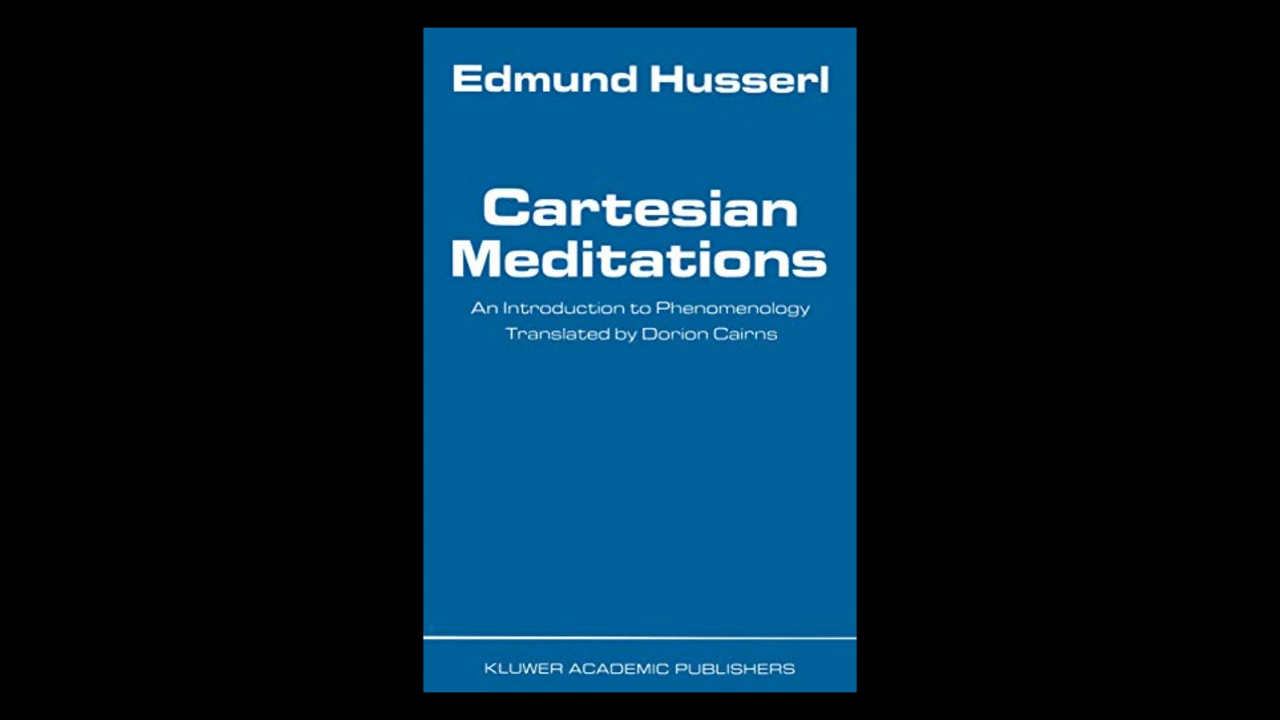 Edmund Husserl
Cartesian
Meditations
An Introduction to Phenomenology
Translated by Dorion Cairns
KLUWER ACADEMIC PUBLISHERS